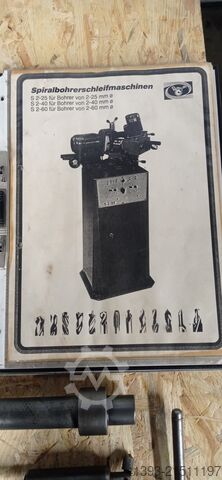 Spiralbohrerschleifmaschinen
S 2-25 für Bohrer von 2-25 mm ø
S 2-40 für Bohrer von 2-40 mm ø
S 2-60 für Bohrer von 2-60 mm ø